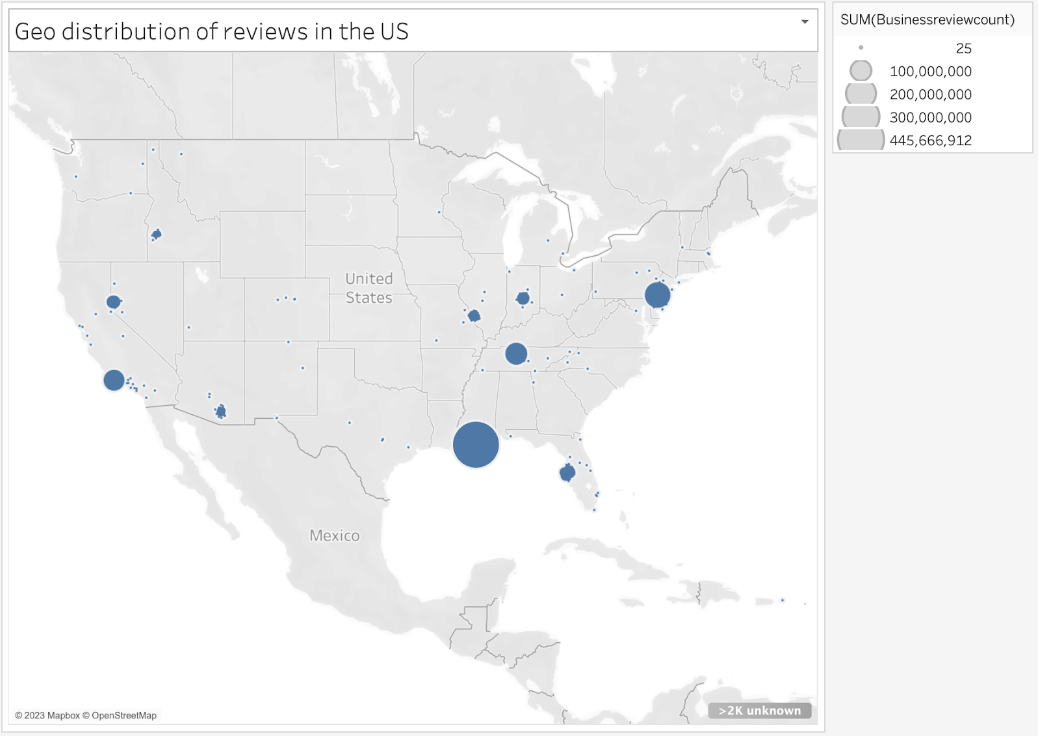 Geo distribution of reviews in the US
SUM(Businessreviewcount)
25
100,000,000
200,000,000
300,000,000
445,666,912
United
States
Mexico
© 2023 Mapbox © OpenStreetMap
>2K unknown